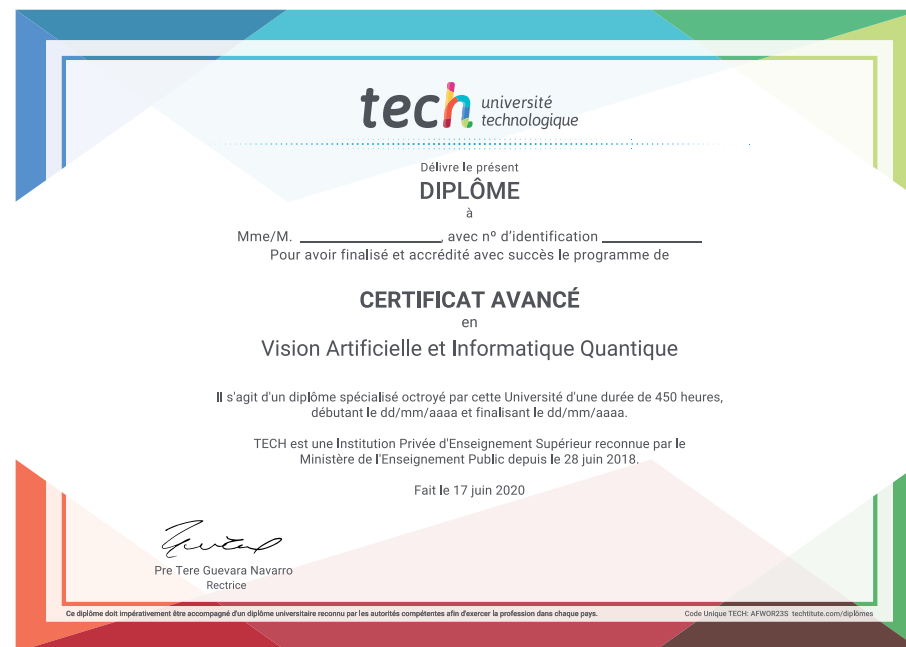 tech université
technologique
Délivre le présent
DIPLÔME
à
Mme/M. ____________, avec nº d'identification ____________
Pour avoir finalisé et accrédité avec succès le programme de
CERTIFICAT AVANCÉ
en
Vision Artificielle et Informatique Quantique
Il s'agit d'un diplôme spécialisé octroyé par cette Université d'une durée de 450 heures,
débutant le dd/mm/aaaa et finalisant le dd/mm/aaaa.
TECH est une Institution Privée d'Enseignement Supérieur reconnue par le
Ministère de l'Enseignement Public depuis le 28 juin 2018.
Fait le 17 juin 2020
Pre Tere Guevara Navarro
Rectrice
Ce diplôme doit impérativement être accompagné d'un diplôme universitaire reconnu par les autorités compétentes afin d'exercer la profession dans chaque pays.
Code Unique TECH: AFWOR23S techtitute.com/diplômes